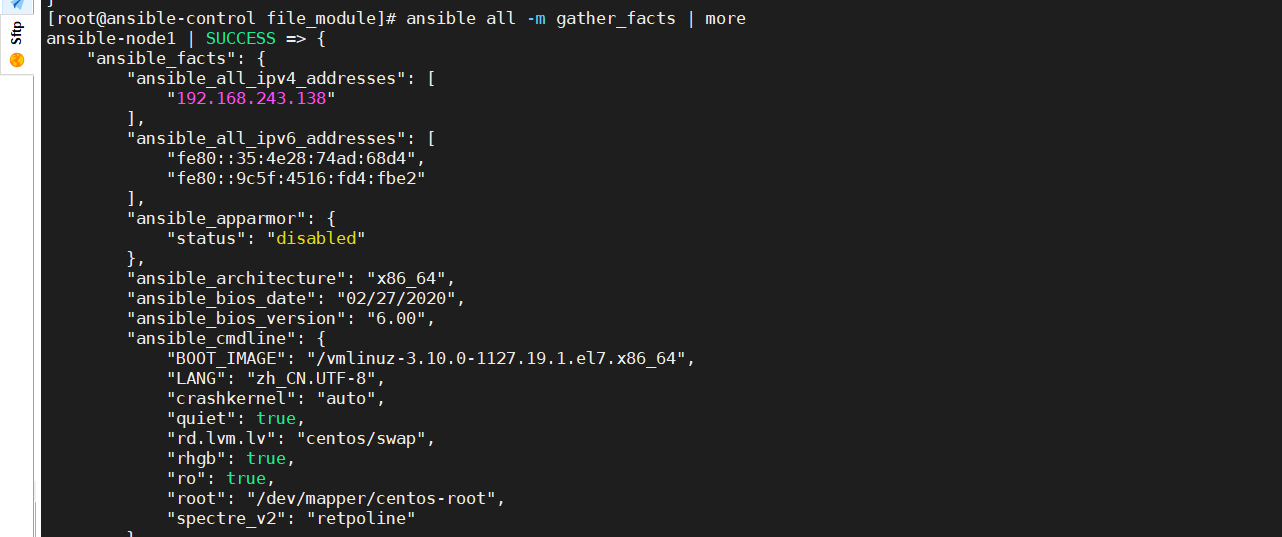 Sftp
}
[root@ansible-control file_module]# ansible all -m gather_facts | more
ansible-node1 | SUCCESS => {
    "ansible_facts": {
        "ansible_all_ipv4_addresses": [
            "192.168.243.138"
        ],
        "ansible_all_ipv6_addresses": [
            "fe80::35:4e28:74ad:68d4",
            "fe80::9c5f:4516:fd4:fbe2"
        ],
        "ansible_apparmor": {
            "status": "disabled"
        },
        "ansible_architecture": "x86_64",
        "ansible_bios_date": "02/27/2020",
        "ansible_bios_version": "6.00",
        "ansible_cmdline": {
            "BOOT_IMAGE": "/vmlinuz-3.10.0-1127.19.1.el7.x86_64",
            "LANG": "zh_CN.UTF-8",
            "crashkernel": "auto",
            "quiet": true,
            "rd.lvm.lv": "centos/swap",
            "rhgb": true,
            "ro": true,
            "root": "/dev/mapper/centos-root",
            "spectre_v2": "retpoline"
        }